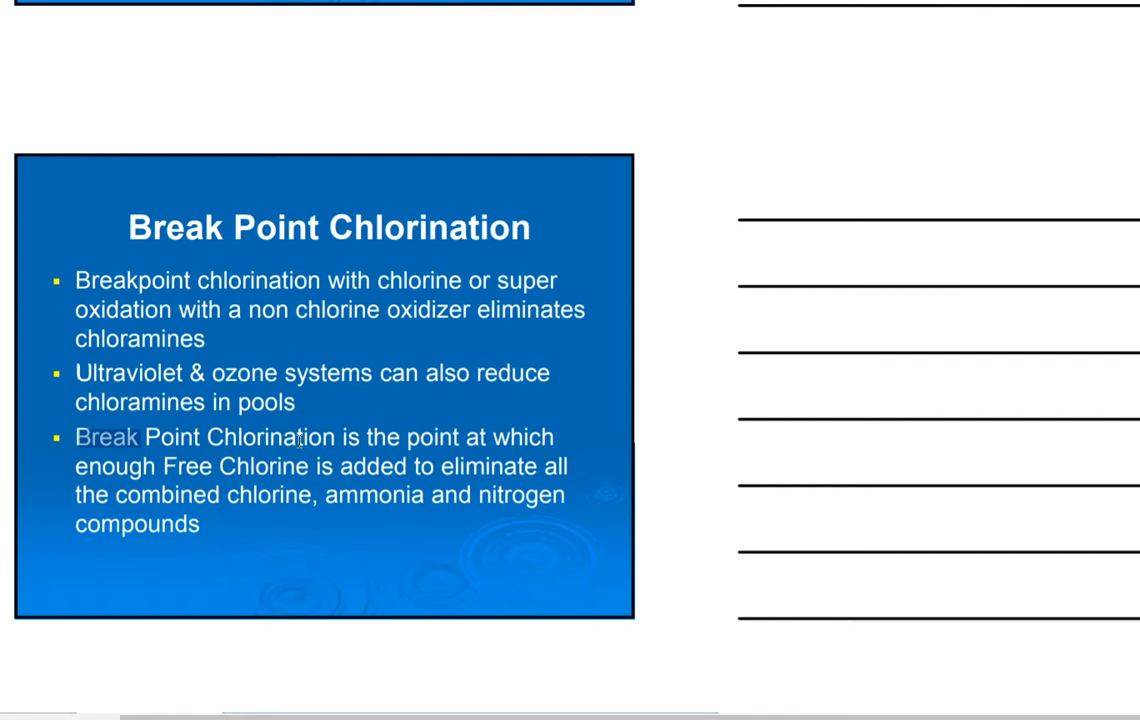 Break Point Chlorination
Breakpoint chlorination with chlorine or super
oxidation with a non chlorine oxidizer eliminates
chloramines
Ultraviolet & ozone systems can also reduce
chloramines in pools
Break Point Chlorination is the point at which
enough Free Chlorine is added to eliminate all
the combined chlorine, ammonia and nitrogen
compounds